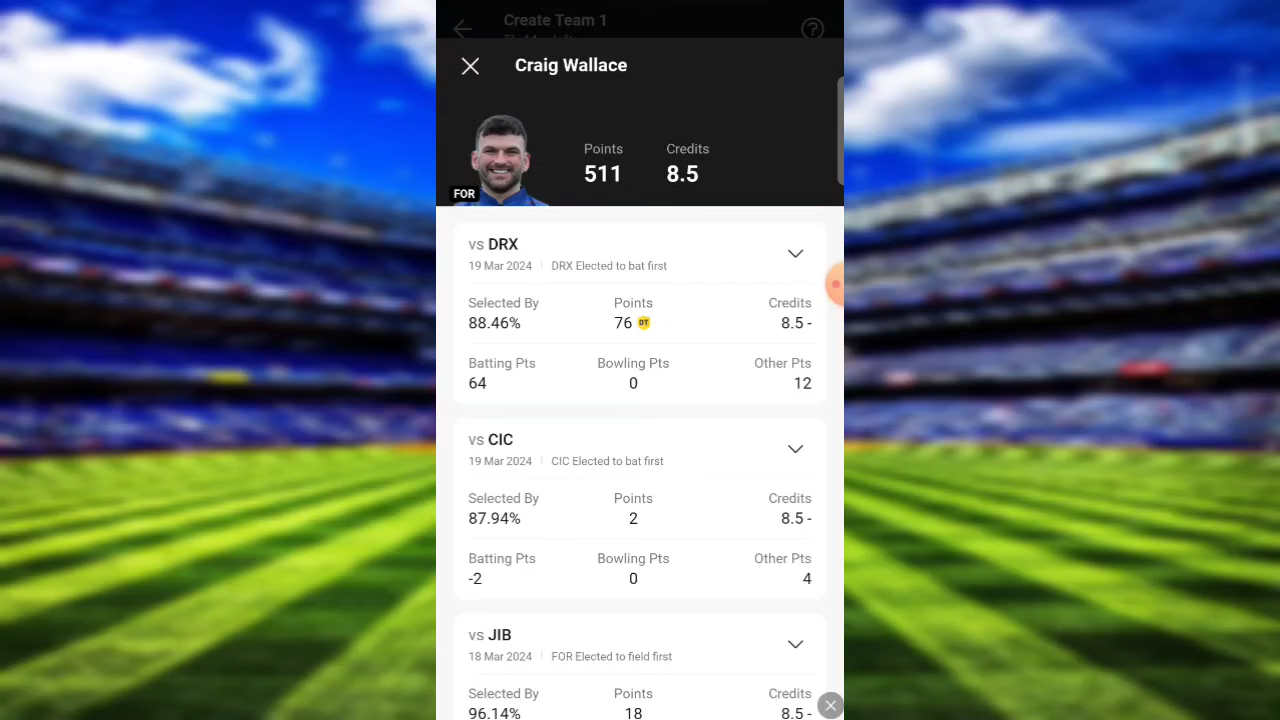 Create Team 1
Craig Wallace
Points Credits
511 8.5
FOR
vs DRX
19 Mar 2024 DRX Elected to bat first
Selected By Points Credits
88.46% 76 DT 8.5 -
Batting Pts Bowling Pts Other Pts
64 0 12
vs CIC
19 Mar 2024 CIC Elected to bat first
Selected By Points Credits
87.94% 2 8.5 -
Batting Pts Bowling Pts Other Pts
-2 0 4
vs JIB
18 Mar 2024 FOR Elected to field first
Selected By Points Credits
96.14% 18 8.5 -